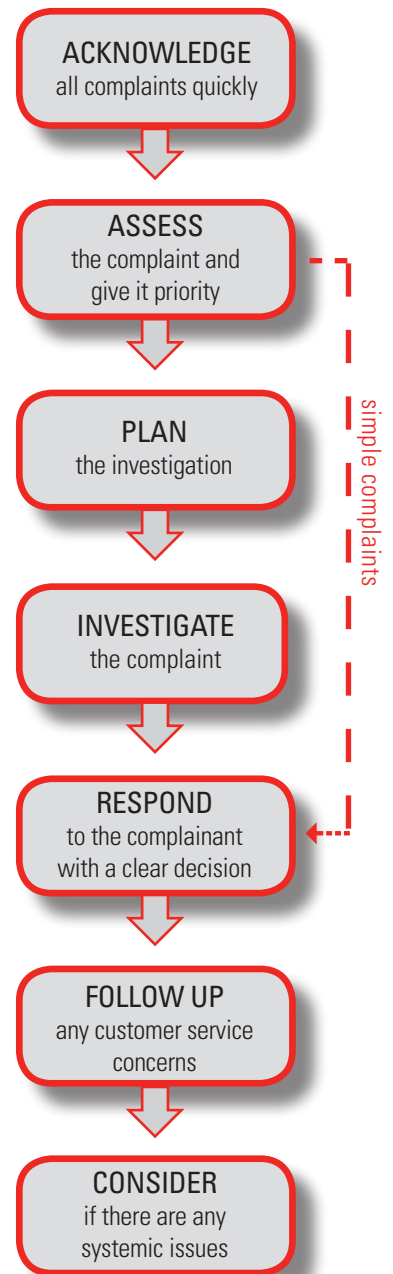 ACKNOWLEDGE
all complaints quickly
ASSESS
the complaint and
give it priority
simple complaints
PLAN
the investigation
INVESTIGATE
the complaint
RESPOND
to the complainant
with a clear decision
FOLLOW UP
any customer service
concerns
CONSIDER
if there are any
systemic issues